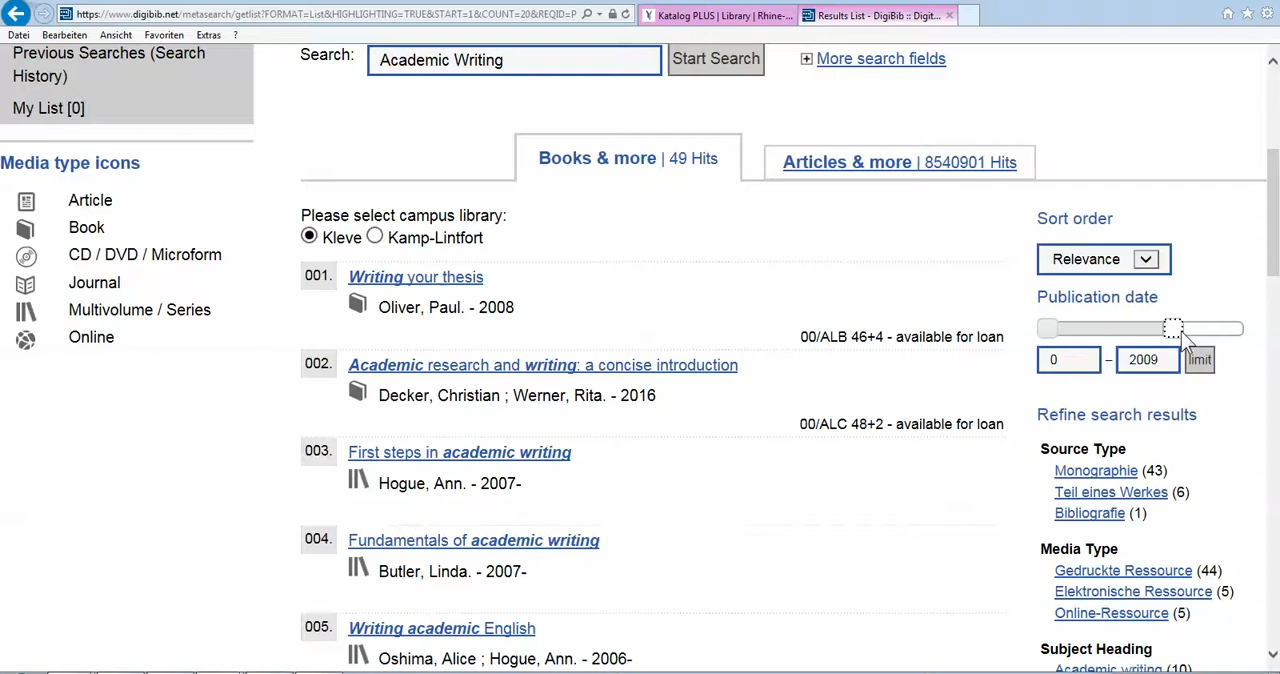 https://www.digibib.net/metasearch/getlist?FORMAT=List&HIGHLIGHTING=TRUE&START=1&COUNT=20&REQID=P
Katalog PLUS | Library | Rhine-...
Results List - DigiBib :: Digit...
Datei Bearbeiten Ansicht Favoriten Extras ?
Previous Searches (Search
History)
My List [0]
Media type icons
Article
Book
CD / DVD / Microform
Journal
Multivolume / Series
Online
Search: Academic Writing Start Search More search fields
Books & more | 49 Hits
Articles & more | 8540901 Hits
Please select campus library:
Kleve Kamp-Lintfort
001. Writing your thesis
Oliver, Paul. - 2008
00/ALB 46+4 - available for loan
002. Academic research and writing: a concise introduction
Decker, Christian ; Werner, Rita. - 2016
00/ALC 48+2 - available for loan
003. First steps in academic writing
Hogue, Ann. - 2007-
004. Fundamentals of academic writing
Butler, Linda. - 2007-
005. Writing academic English
Oshima, Alice ; Hogue, Ann. - 2006-
Sort order
Relevance
Publication date
0 – 2009 limit
Refine search results
Source Type
Monographie (43)
Teil eines Werkes (6)
Bibliografie (1)
Media Type
Gedruckte Ressource (44)
Elektronische Ressource (5)
Online-Ressource (5)
Subject Heading
Academic writing (10)